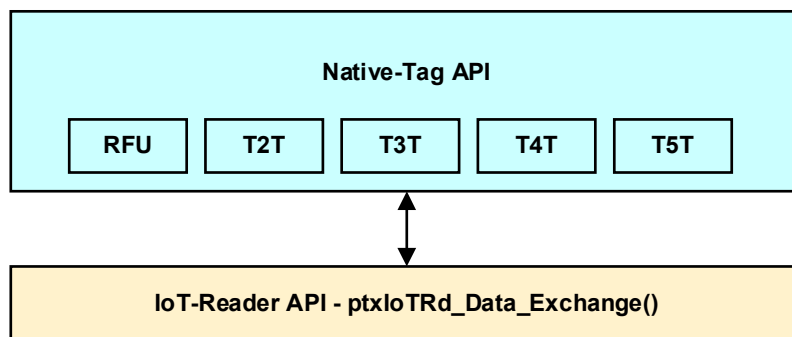 Native-Tag API
RFU T2T T3T T4T T5T
IoT-Reader API - ptxIoTRd_Data_Exchange()